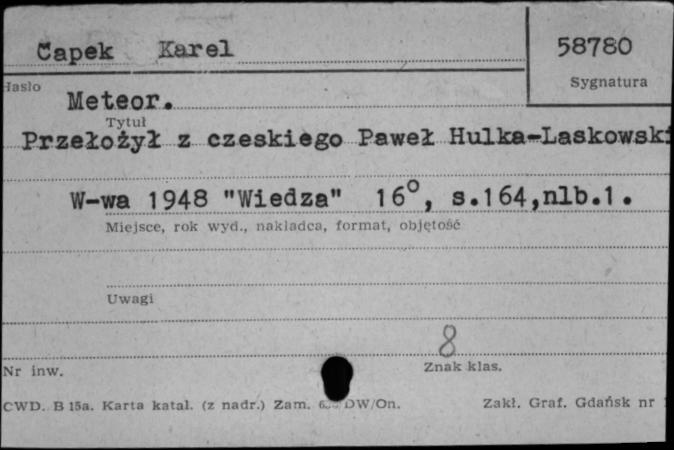 Čapek Karel
58780
Hasło
Sygnatura
Meteor.
Tytuł
Przełożył z czeskiego Paweł Hulka-Laskowski
W-wa 1948 "Wiedza" 16°, s.164,nlb.1.
Miejsce, rok wyd., nakładca, format, objętość
Uwagi
8
Nr inw.
Znak klas.
CWD. B 15a. Karta katal. (z nadr.) Zam. DW/On.
Zakł. Graf. Gdańsk nr